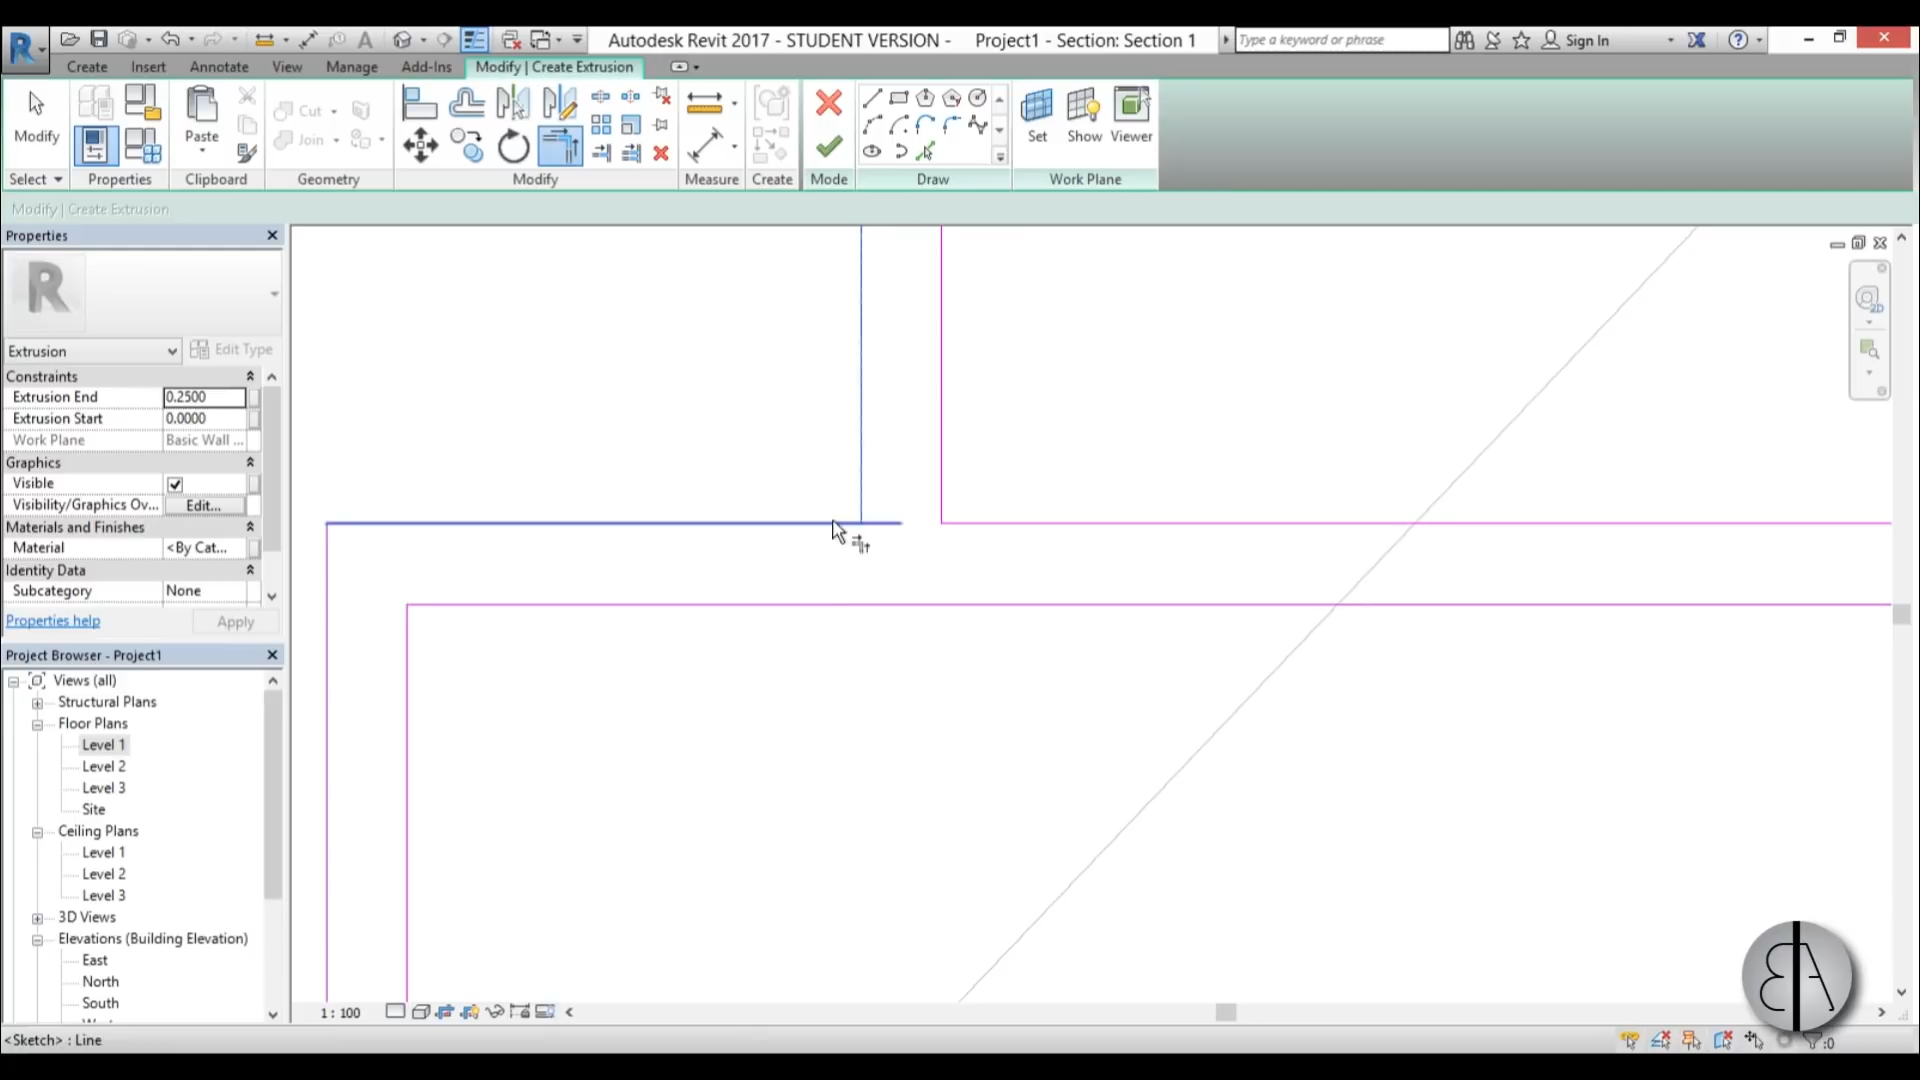 Autodesk Revit 2017 - STUDENT VERSION - Project1 - Section: Section 1
Type a keyword or phrase
Sign In
Create Insert Annotate View Manage Add-Ins Modify | Create Extrusion
Modify
Paste
Cut
Join
Set Show Viewer
Select Properties Clipboard Geometry Modify Measure Create Mode Draw Work Plane
Modify | Create Extrusion
Properties
Extrusion
Edit Type
Constraints
Extrusion End 0.2500
Extrusion Start 0.0000
Work Plane Basic Wall ...
Graphics
Visible
Visibility/Graphics Ov... Edit...
Materials and Finishes
Material <By Cat...
Identity Data
Subcategory None
Properties help Apply
Project Browser - Project1
Views (all)
Structural Plans
Floor Plans
Level 1
Level 2
Level 3
Site
Ceiling Plans
Level 1
Level 2
Level 3
3D Views
Elevations (Building Elevation)
East
North
South
1 : 100
<Sketch> : Line
:0
2D
BA